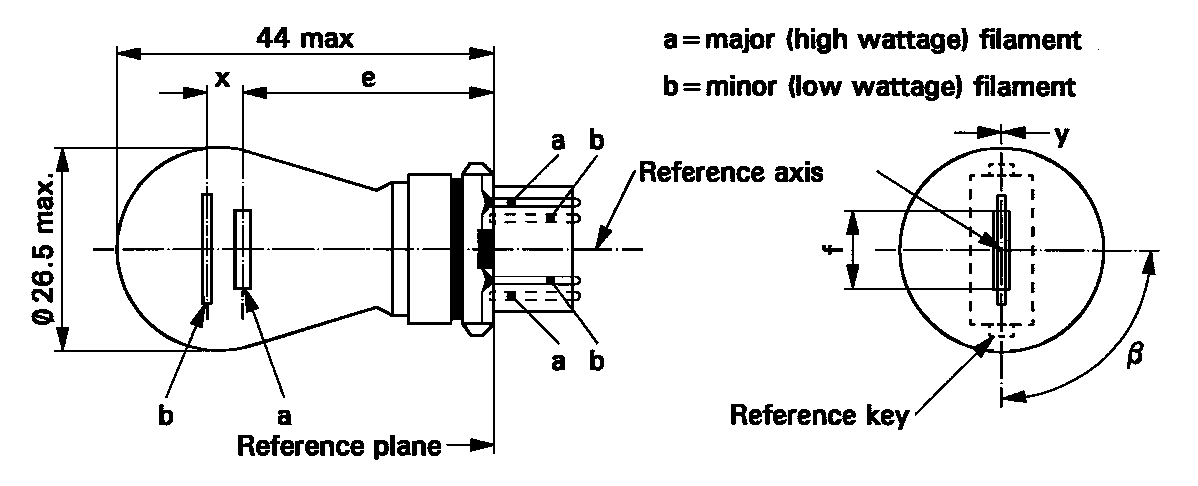 44 max
x
e
a = major (high wattage) filament
b = minor (low wattage) filament
a b
y
Reference axis
Ø 26.5 max.
f
a b
β
b
a
Reference key
Reference plane